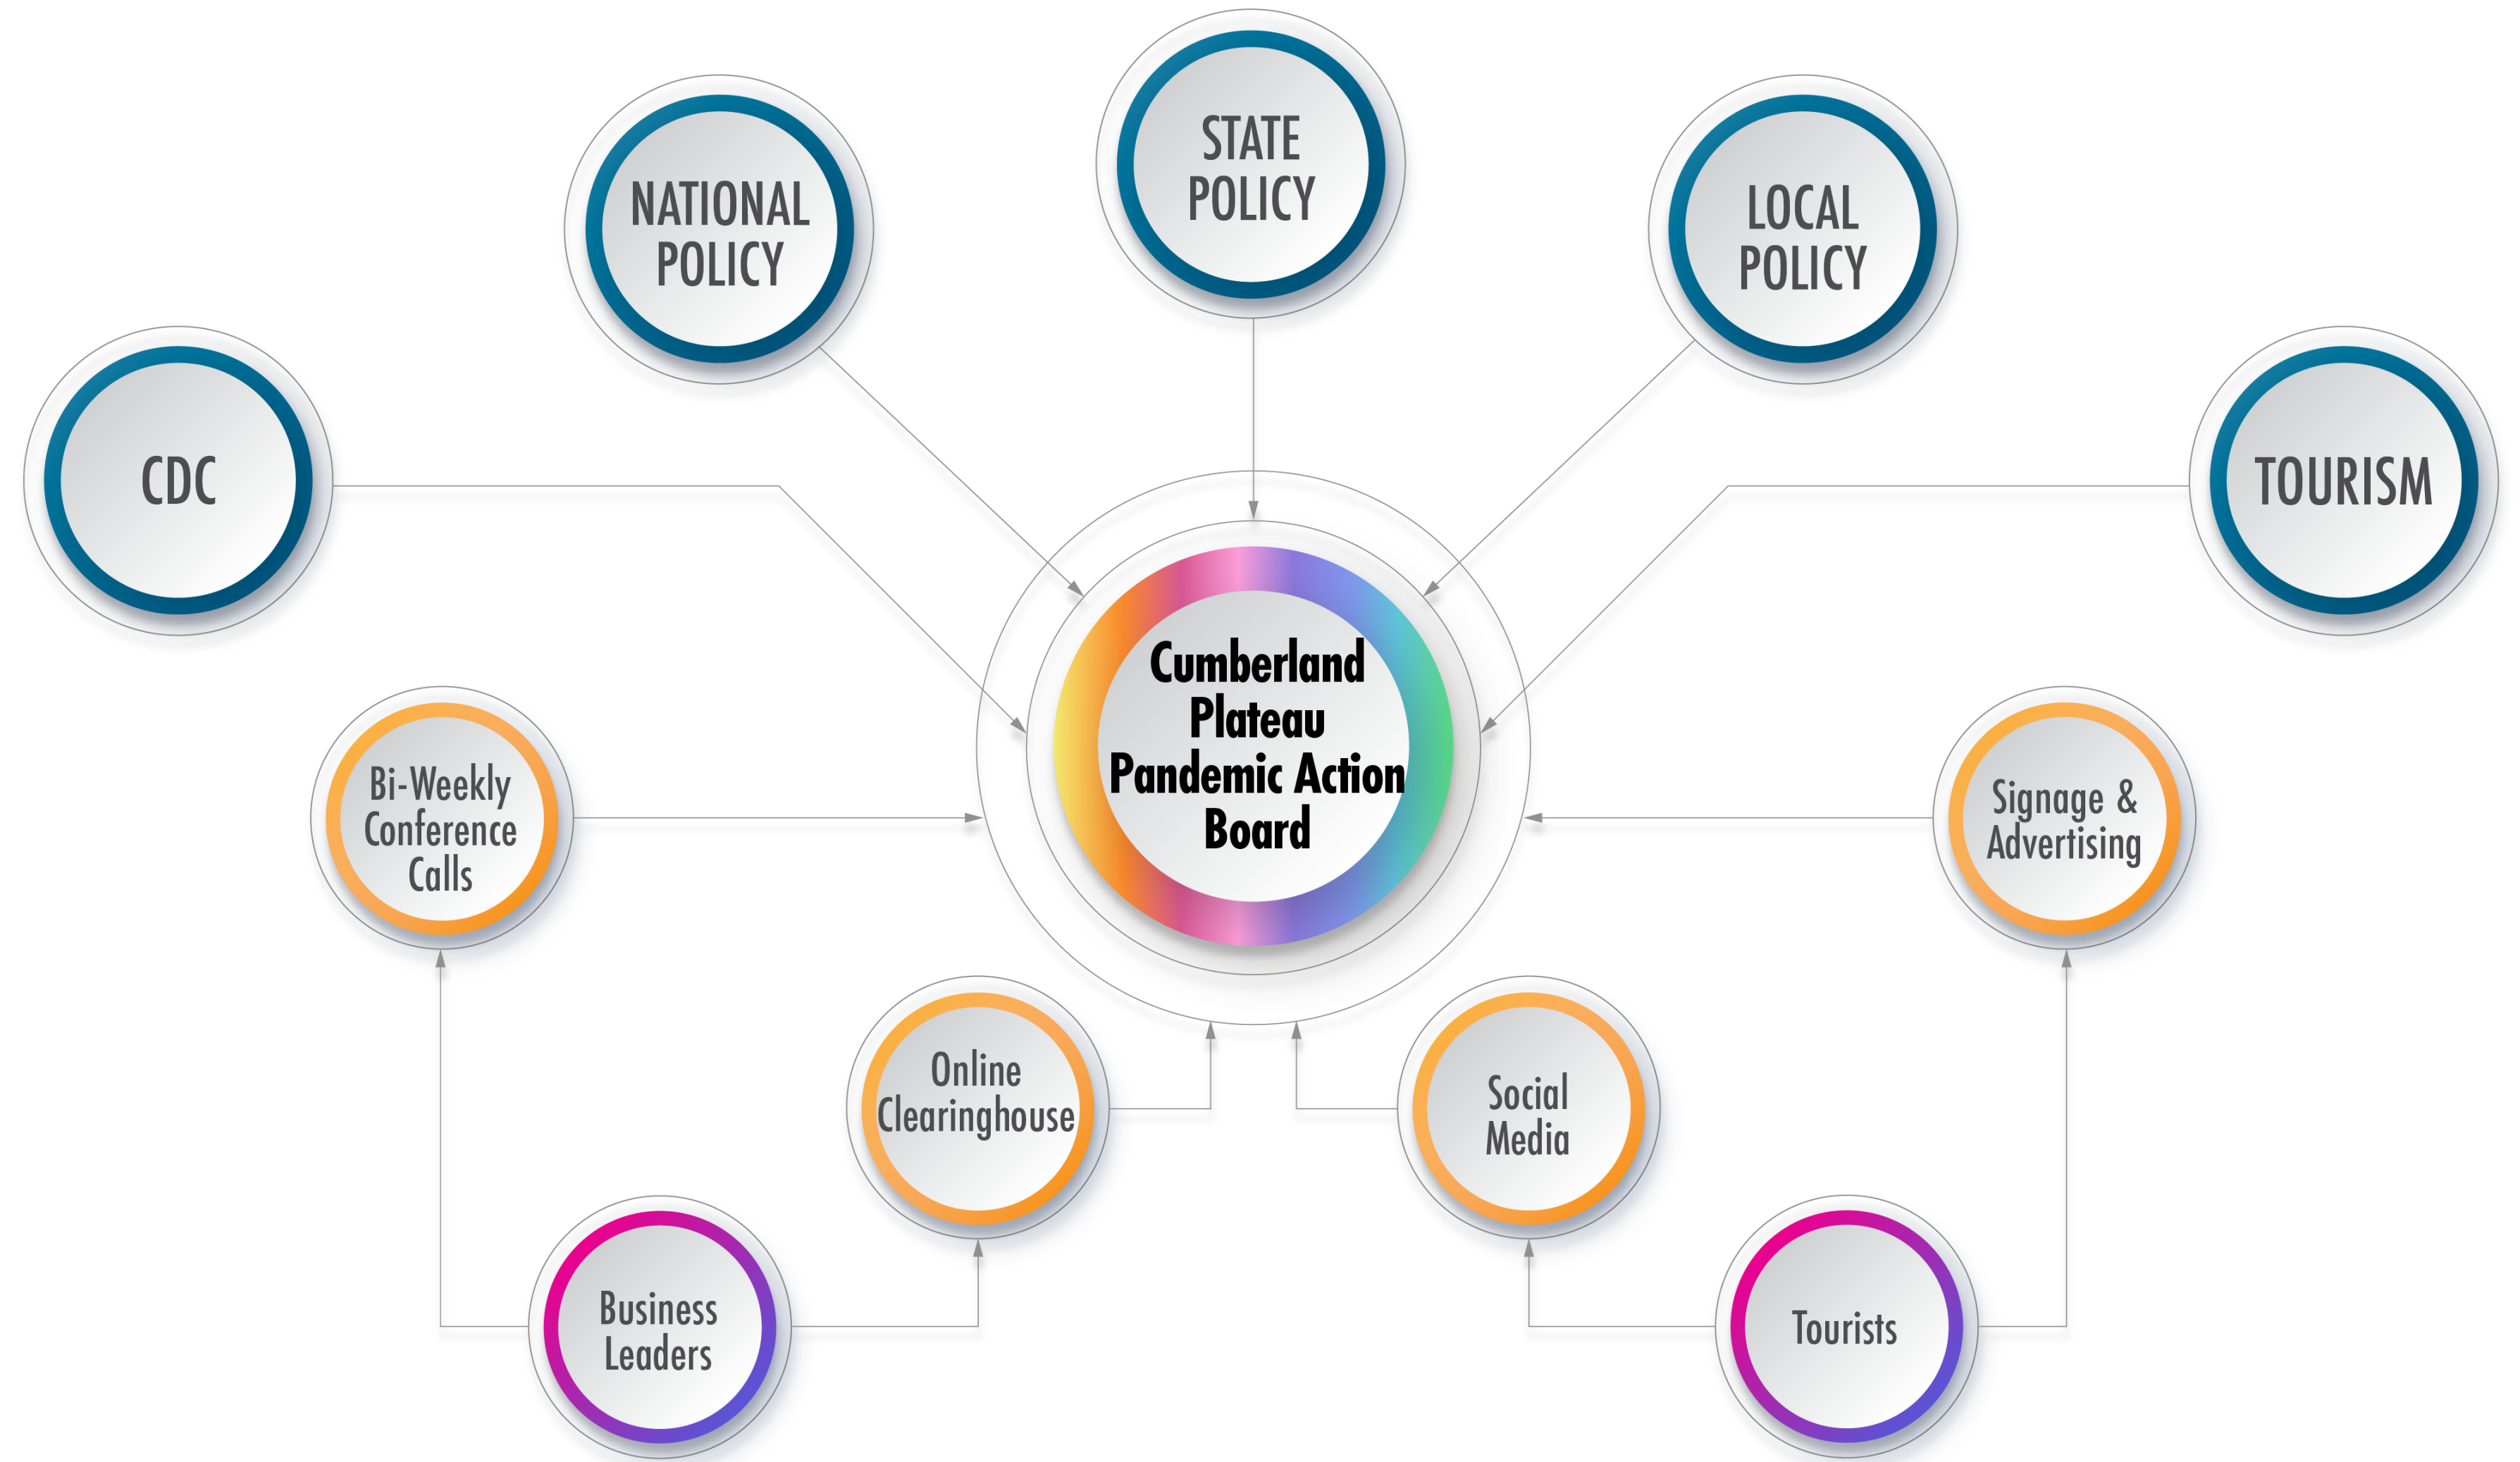 STATE
POLICY
NATIONAL
POLICY
LOCAL
POLICY
CDC
TOURISM
Cumberland
Plateau
Pandemic Action
Board
Bi-Weekly
Conference
Calls
Signage &
Advertising
Online
Clearinghouse
Social
Media
Business
Leaders
Tourists